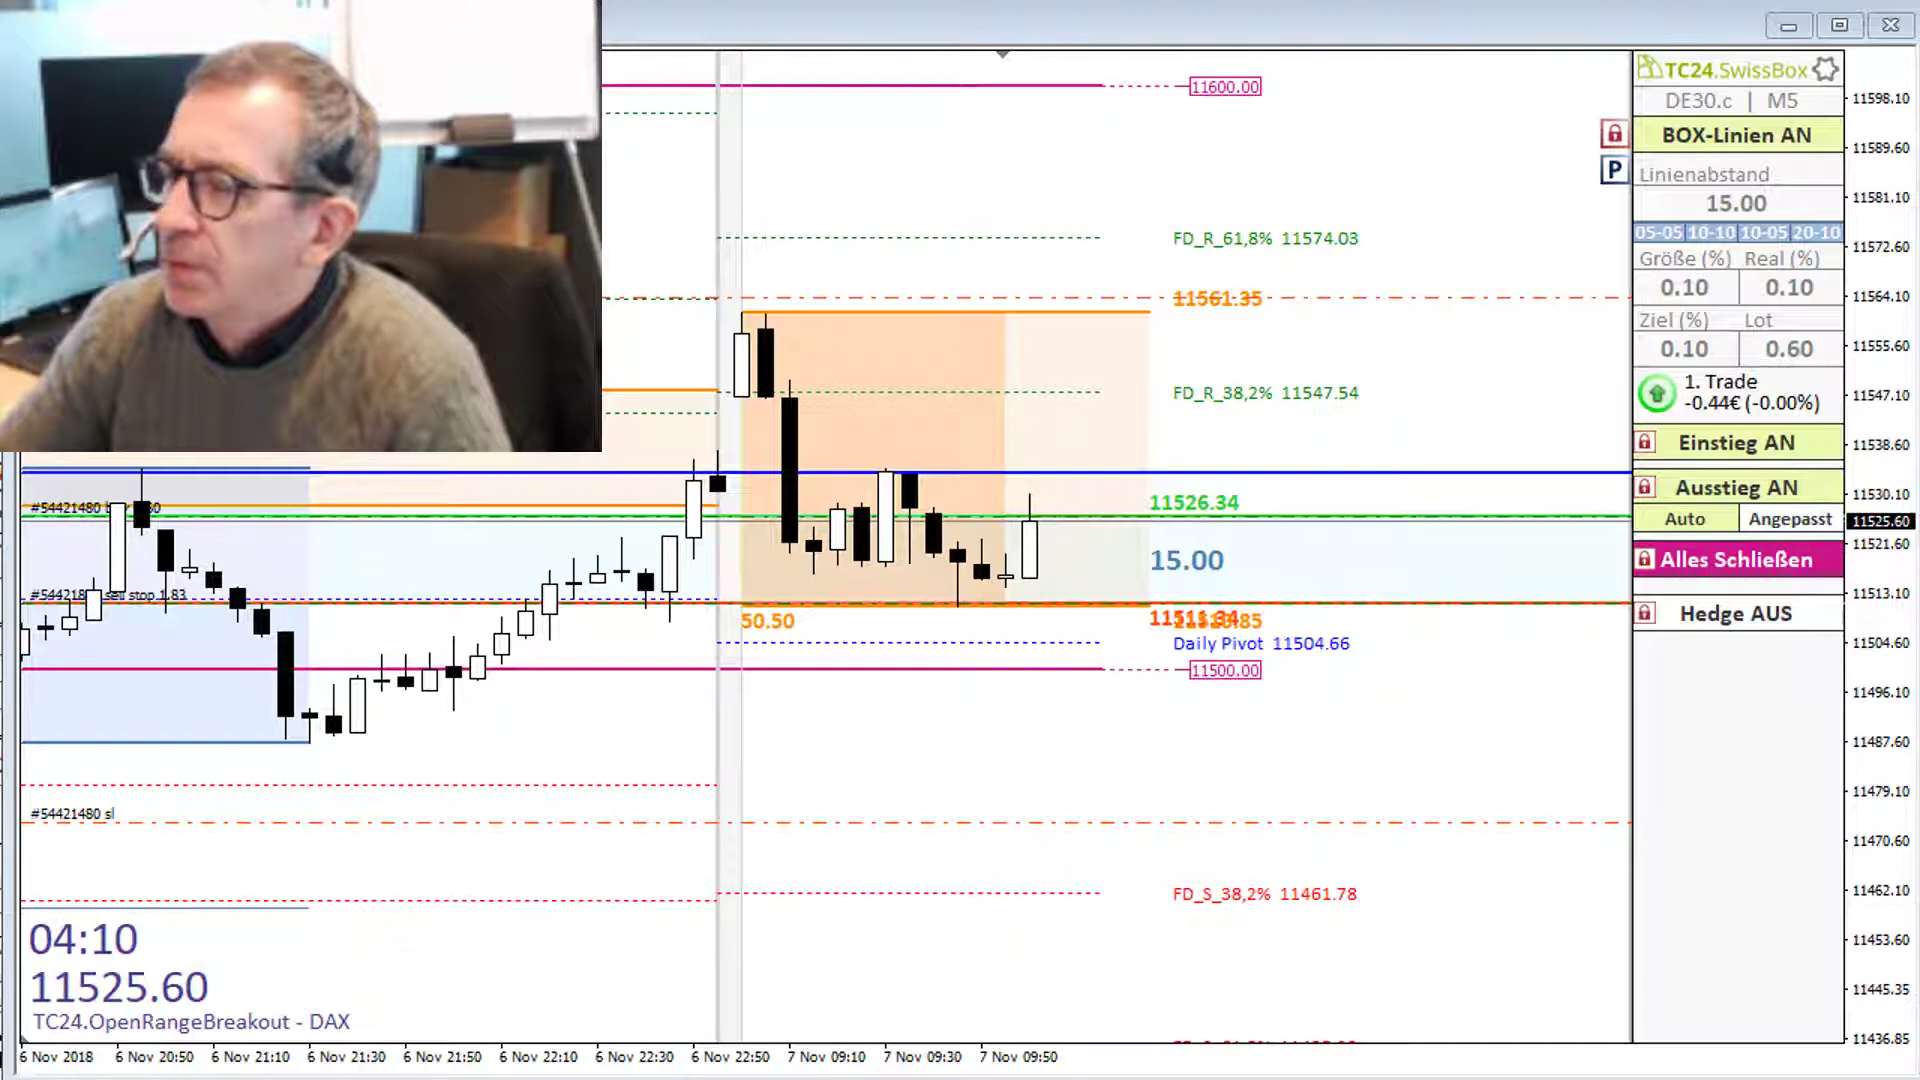 11600.00
FD_R_61,8% 11574.03
11561.35
FD_R_38,2% 11547.54
#54421480
11526.34
15.00
sell stop 1.83
50.50
11511.34
Daily Pivot 11504.66
11500.00
#54421480 sl
FD_S_38,2% 11461.78
04:10
11525.60
TC24.OpenRangeBreakout - DAX
6 Nov 2018
6 Nov 20:50
6 Nov 21:10
6 Nov 21:30
6 Nov 21:50
6 Nov 22:10
6 Nov 22:30
6 Nov 22:50
7 Nov 09:10
7 Nov 09:30
7 Nov 09:50
P
TC24.SwissBox
DE30.c | M5
BOX-Linien AN
Linienabstand
15.00
05-05 10-10 10-05 20-10
Größe (%) Real (%)
0.10 0.10
Ziel (%) Lot
0.10 0.60
1. Trade
-0.44€ (-0.00%)
Einstieg AN
Ausstieg AN
Auto Angepasst
Alles Schließen
Hedge AUS
11598.10
11589.60
11581.10
11572.60
11564.10
11555.60
11547.10
11538.60
11530.10
11525.60
11521.60
11513.10
11504.60
11496.10
11487.60
11479.10
11470.60
11462.10
11453.60
11445.35
11436.85